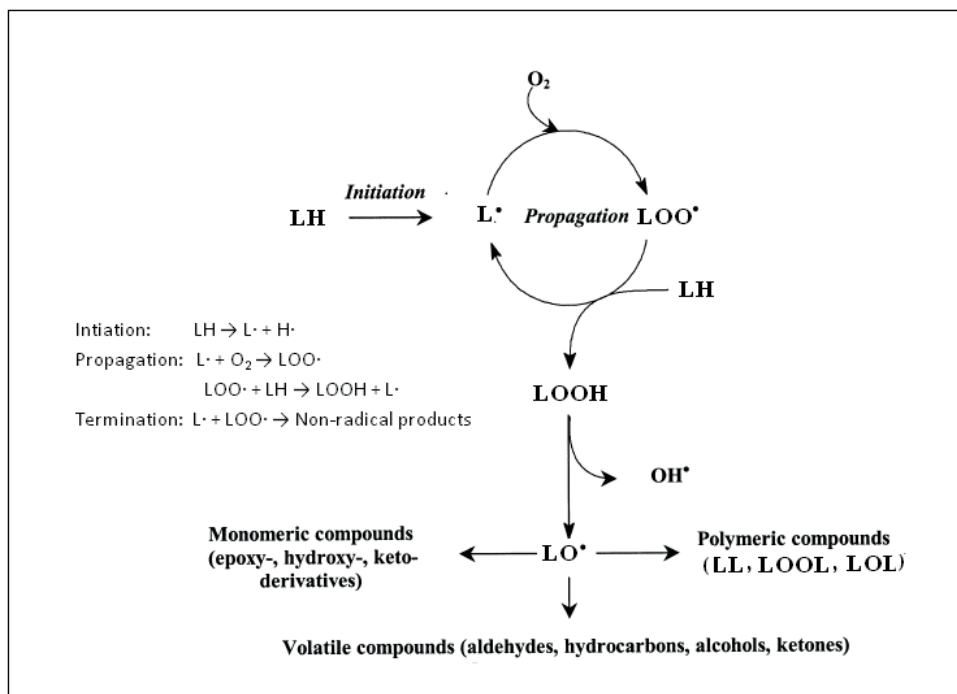 O₂
Initiation
LH
L•
Propagation
LOO•
LH
Intiation: LH → L· + H·
Propagation: L· + O₂ → LOO·
LOO· + LH → LOOH + L·
Termination: L· + LOO· → Non-radical products
LOOH
OH•
Monomeric compounds
(epoxy-, hydroxy-, keto-
derivatives)
LO•
Polymeric compounds
(LL, LOOL, LOL)
Volatile compounds (aldehydes, hydrocarbons, alcohols, ketones)